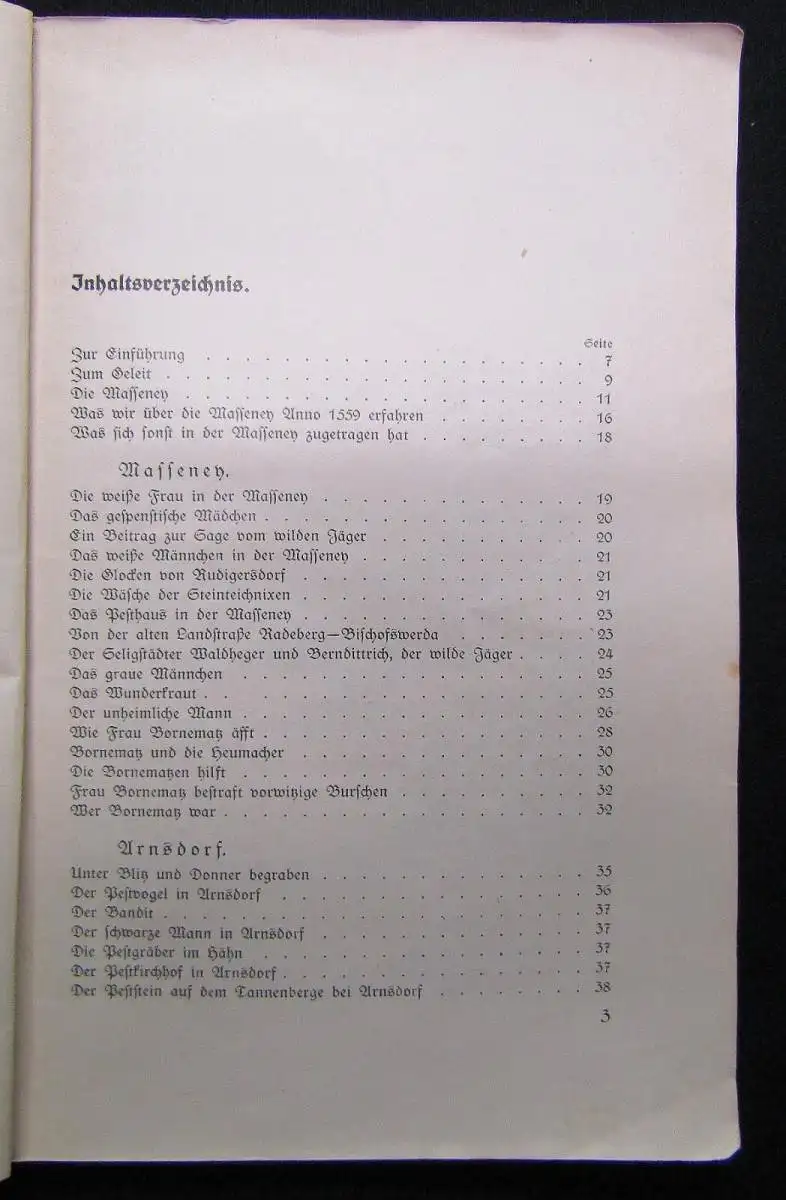 Inhaltsverzeichnis.
Seite
Zur Einführung . . . . . . . . . . . . . . . . . . . 7
Zum Geleit . . . . . . . . . . . . . . . . . . . . . 9
Die Masseney . . . . . . . . . . . . . . . . . . . . 11
Was wir über die Masseney Anno 1559 erfahren . . . . . . . . 16
Was sich sonst in der Masseney zugetragen hat . . . . . . . . 18
Masseney.
Die weiße Frau in der Masseney . . . . . . . . . . . . . 19
Das gespenstische Mädchen . . . . . . . . . . . . . . . . 20
Ein Beitrag zur Sage vom wilden Jäger . . . . . . . . . . 20
Das weiße Männchen in der Masseney . . . . . . . . . . . 21
Die Glocken von Rudigersdorf . . . . . . . . . . . . . . 21
Die Wäsche der Steinteichnixen . . . . . . . . . . . . . 21
Das Pesthaus in der Masseney . . . . . . . . . . . . . . 23
Von der alten Landstraße Radeberg—Bischofswerda . . . . . . . 23
Der Seligstädter Waldheger und Berndittrich, der wilde Jäger . . . . 24
Das graue Männchen . . . . . . . . . . . . . . . . . 25
Das Wunderkraut . . . . . . . . . . . . . . . . . . 25
Der unheimliche Mann . . . . . . . . . . . . . . . . . 26
Wie Frau Bornematz äfft . . . . . . . . . . . . . . . . 28
Bornematz und die Heumacher . . . . . . . . . . . . . . 30
Die Bornematzen hilft . . . . . . . . . . . . . . . . . 30
Frau Bornematz bestraft vorwitzige Burschen . . . . . . . . . 32
Wer Bornematz war . . . . . . . . . . . . . . . . . . 32
Arnsdorf.
Unter Blitz und Donner begraben . . . . . . . . . . . . . 35
Der Pestvogel in Arnsdorf . . . . . . . . . . . . . . . 36
Der Bandit . . . . . . . . . . . . . . . . . . . . . 37
Der schwarze Mann in Arnsdorf . . . . . . . . . . . . . 37
Die Pestgräber im Hähn . . . . . . . . . . . . . . . . 37
Der Pestkirchhof in Arnsdorf . . . . . . . . . . . . . . . 37
Der Peststein auf dem Tannenberge bei Arnsdorf . . . . . . . . 38
3